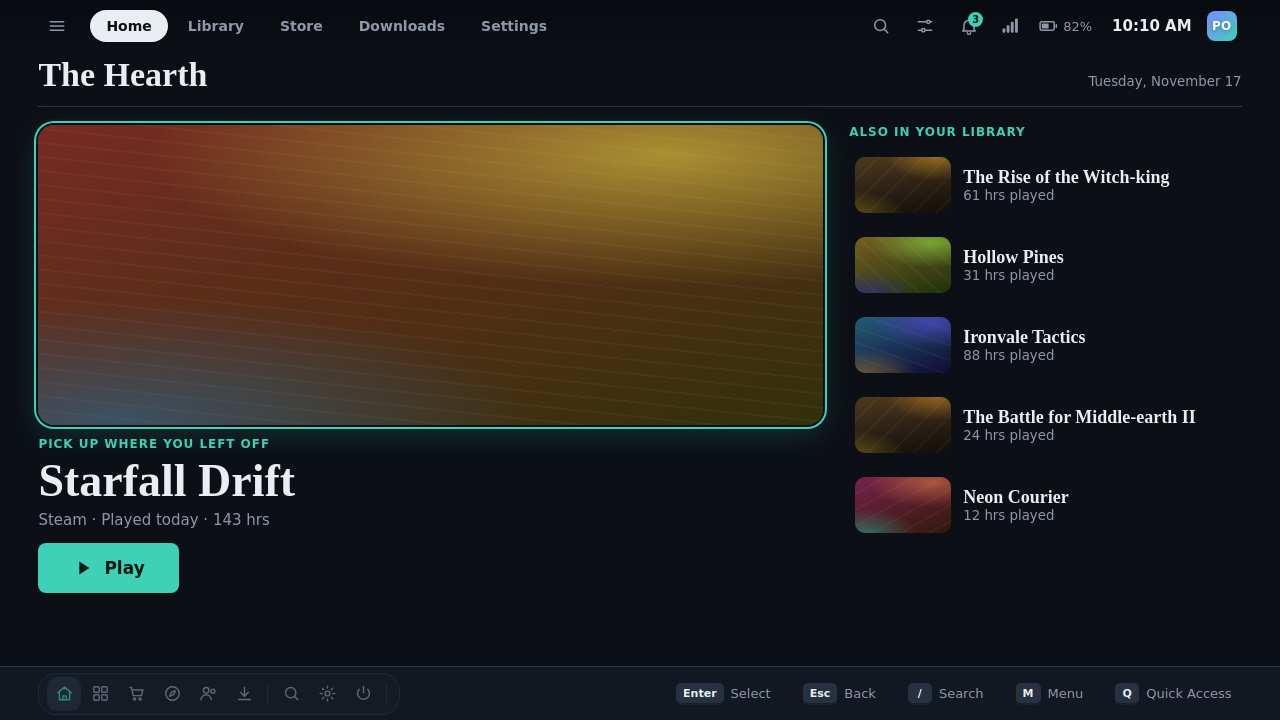 Home Library Store Downloads Settings 3 82% 10:10 AM PO
The Hearth
Tuesday, November 17
ALSO IN YOUR LIBRARY
The Rise of the Witch-king
61 hrs played
Hollow Pines
31 hrs played
Ironvale Tactics
88 hrs played
The Battle for Middle-earth II
24 hrs played
Neon Courier
12 hrs played
PICK UP WHERE YOU LEFT OFF
Starfall Drift
Steam · Played today · 143 hrs
Play
Enter Select Esc Back / Search M Menu Q Quick Access